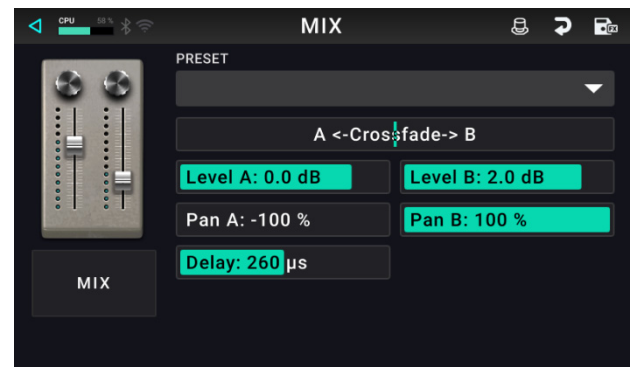 CPU 58 % MIX
PRESET
A <-Crossfade-> B
Level A: 0.0 dB Level B: 2.0 dB
Pan A: -100 % Pan B: 100 %
Delay: 260 µs
MIX